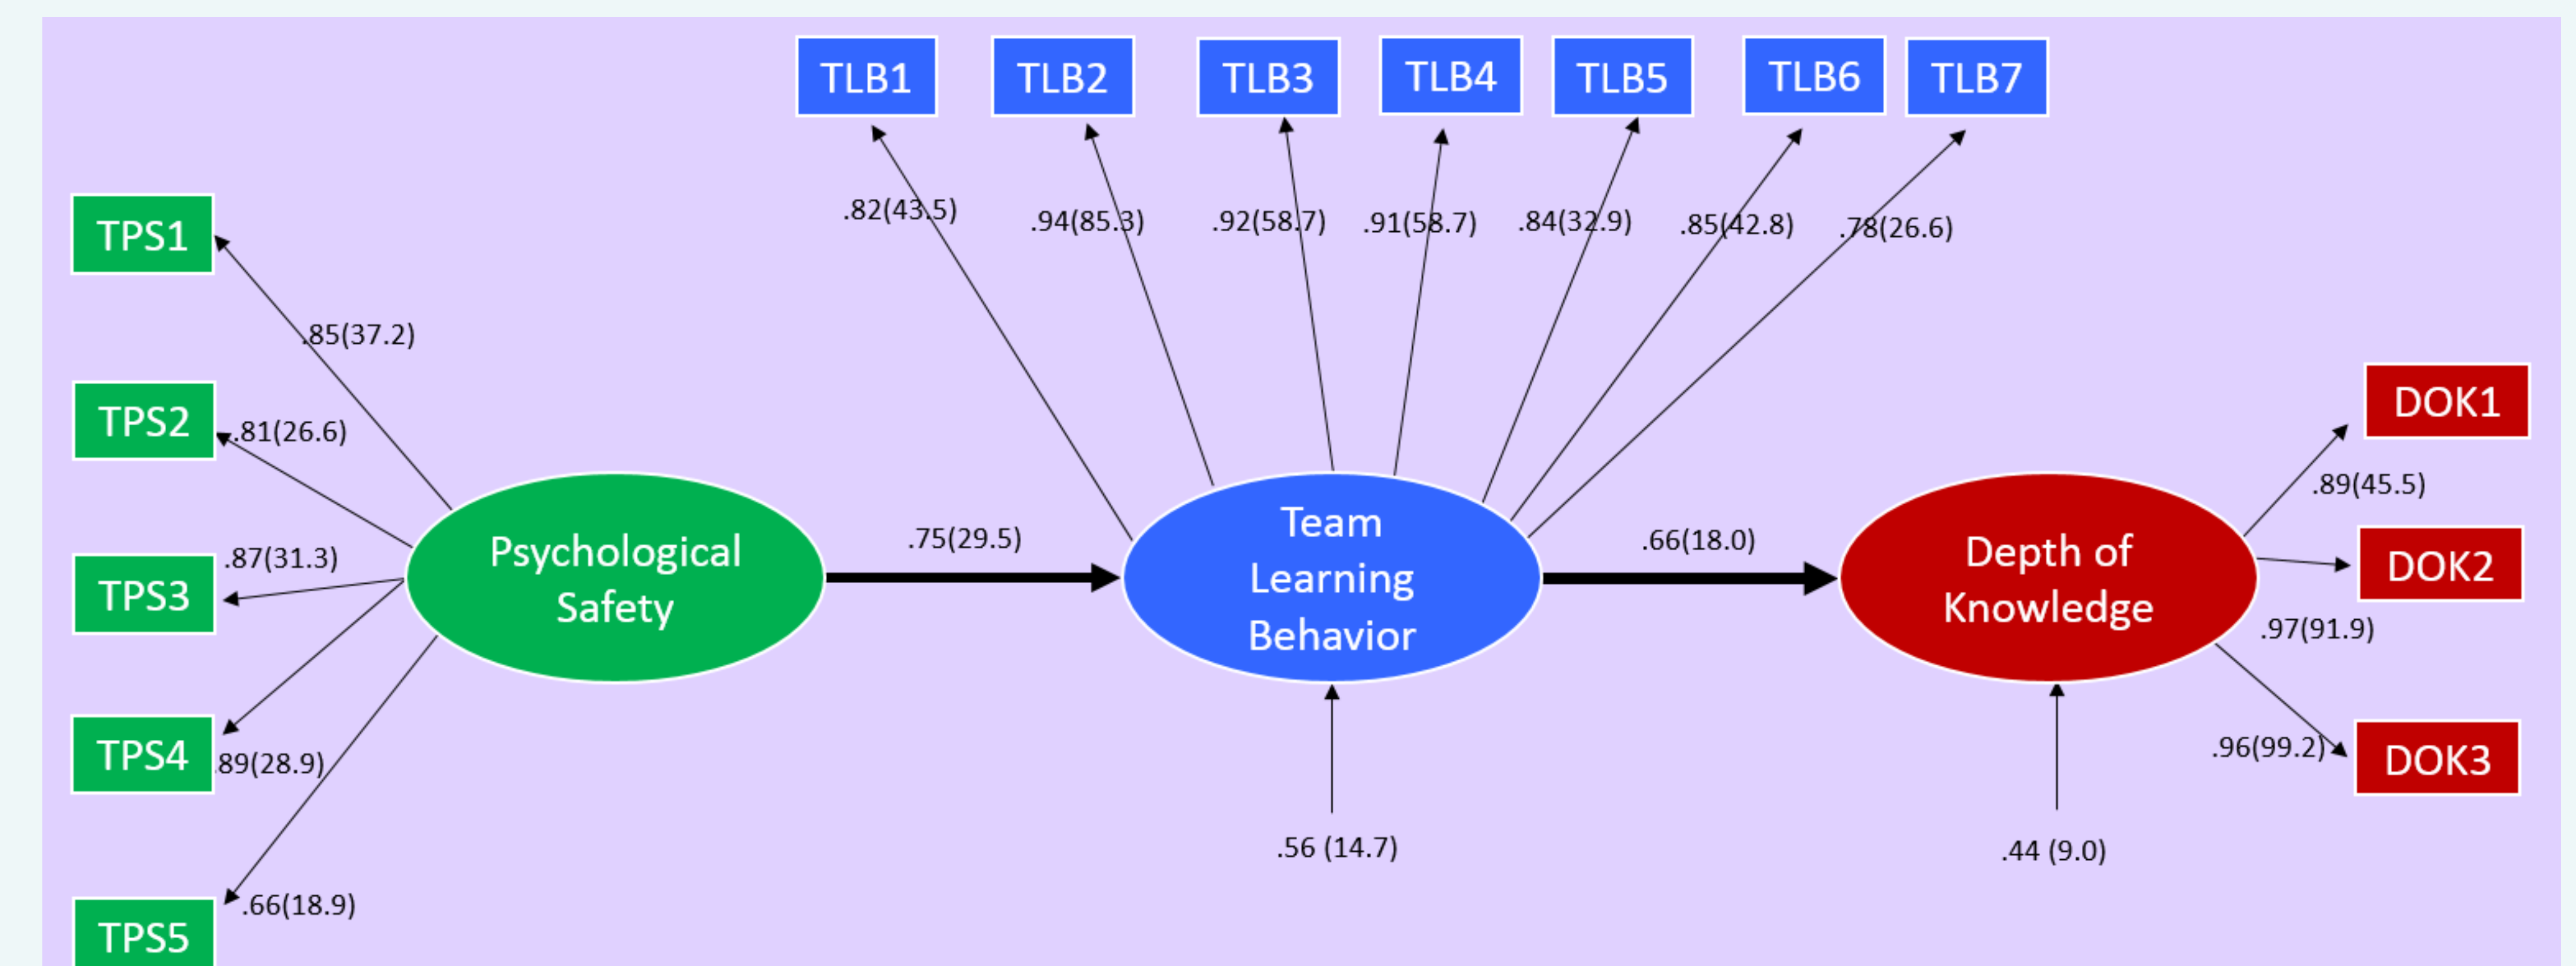 TLB1
TLB2
TLB3
TLB4
TLB5
TLB6
TLB7
.82(43.5)
.94(85.3)
.92(58.7)
.91(58.7)
.84(32.9)
.85(42.8)
.78(26.6)
TPS1
.85(37.2)
TPS2
.81(26.6)
TPS3
.87(31.3)
TPS4
.89(28.9)
TPS5
.66(18.9)
Psychological
Safety
.75(29.5)
Team
Learning
Behavior
.56 (14.7)
.66(18.0)
Depth of
Knowledge
.44 (9.0)
DOK1
.89(45.5)
DOK2
.97(91.9)
DOK3
.96(99.2)